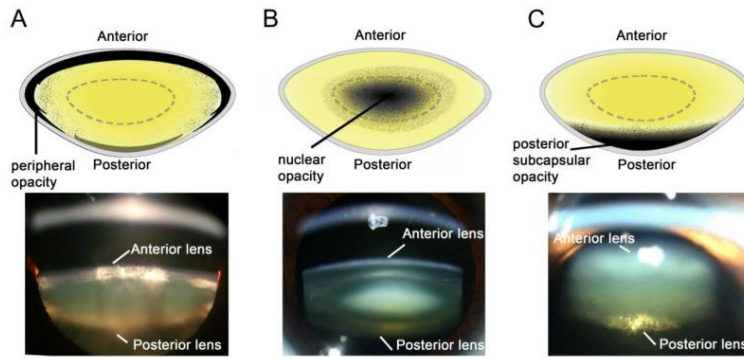 A
B
C
Anterior
Anterior
Anterior
peripheral
opacity
Posterior
nuclear
opacity
Posterior
posterior
subcapsular
opacity
Posterior
Anterior lens
Posterior lens
Anterior lens
Posterior lens
Anterior lens
Posterior lens